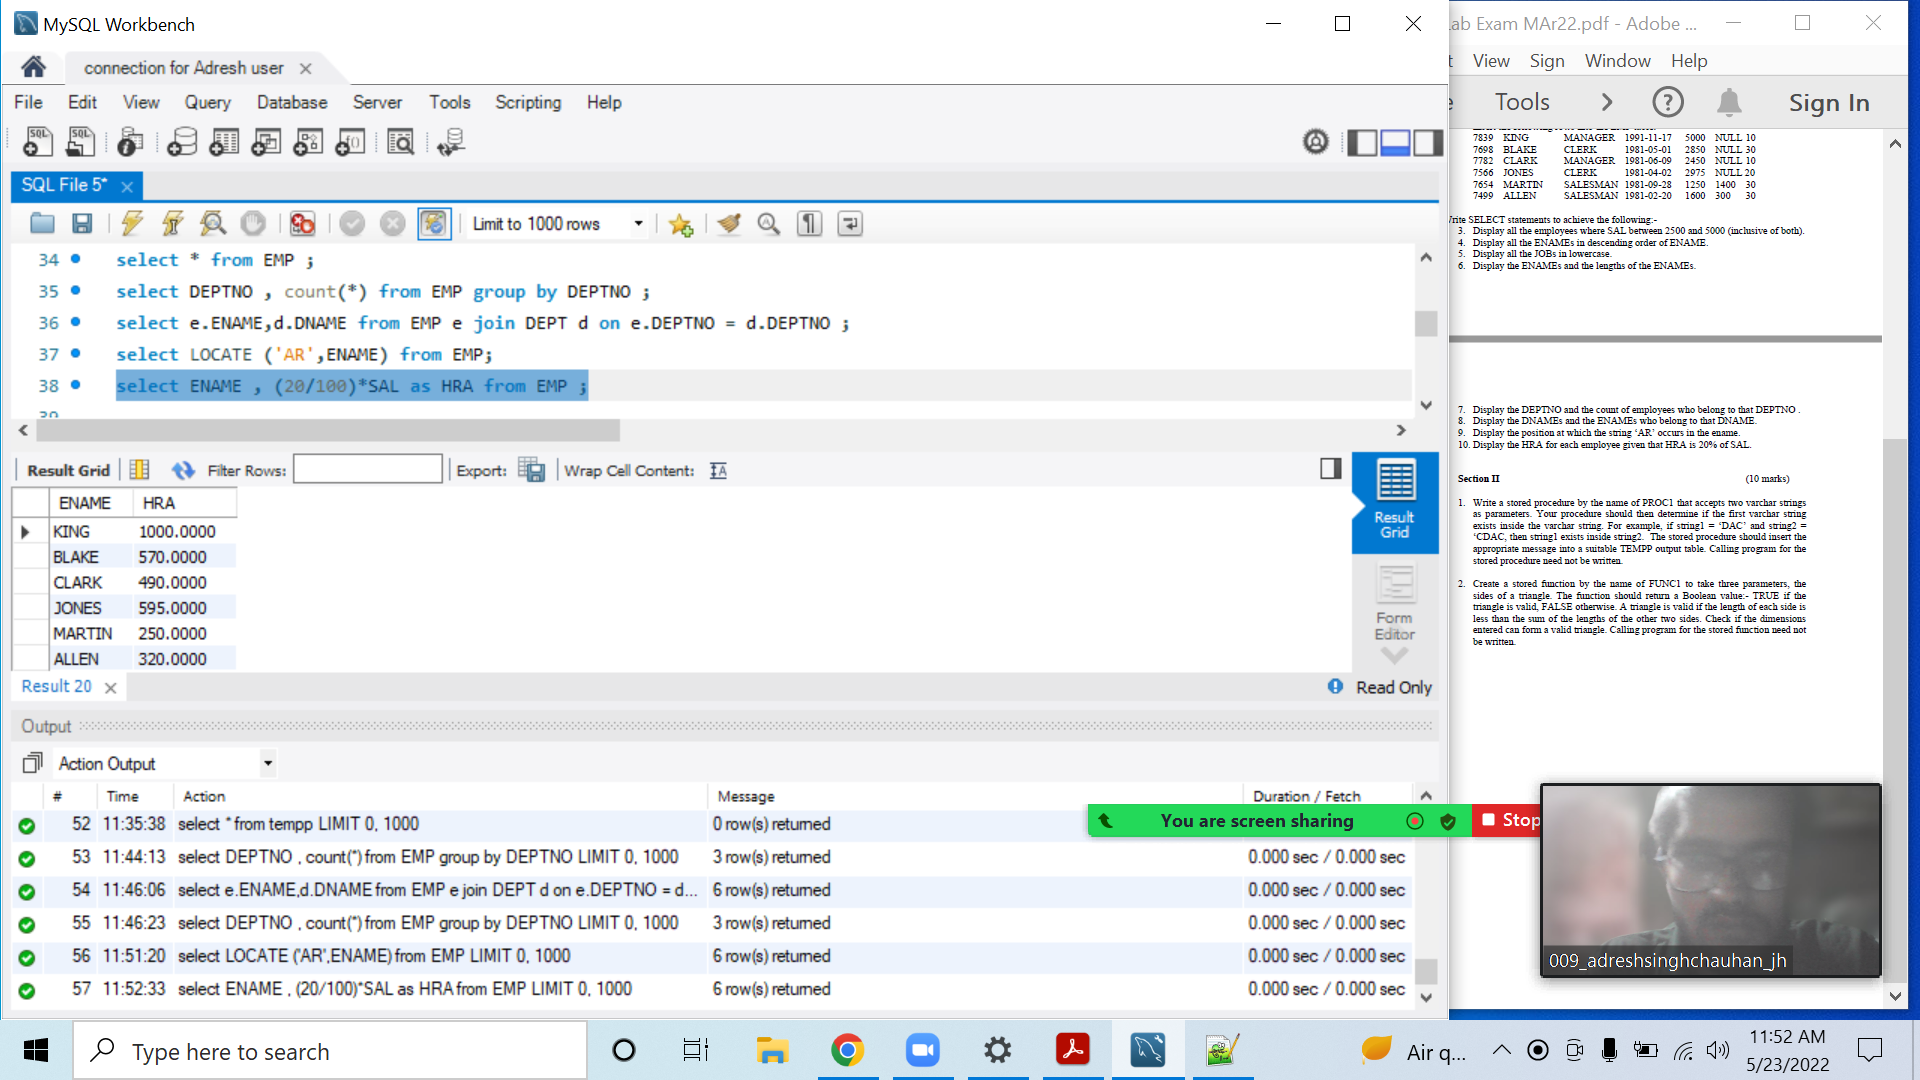 MySQL Workbench
connection for Adresh user
File Edit View Query Database Server Tools Scripting Help
SQL File 5*
Limit to 1000 rows
34 select * from EMP ;
35 select DEPTNO , count(*) from EMP group by DEPTNO ;
36 select e.ENAME,d.DNAME from EMP e join DEPT d on e.DEPTNO = d.DEPTNO ;
37 select LOCATE ('AR',ENAME) from EMP;
38 select ENAME , (20/100)*SAL as HRA from EMP ;
39
Result Grid Filter Rows: Export: Wrap Cell Content:
ENAME HRA
KING 1000.0000
BLAKE 570.0000
CLARK 490.0000
JONES 595.0000
MARTIN 250.0000
ALLEN 320.0000
Result Grid
Form Editor
Result 20
Read Only
Output
Action Output
# Time Action Message Duration / Fetch
52 11:35:38 select * from tempp LIMIT 0, 1000 0 row(s) returned
53 11:44:13 select DEPTNO , count(*) from EMP group by DEPTNO LIMIT 0, 1000 3 row(s) returned 0.000 sec / 0.000 sec
54 11:46:06 select e.ENAME,d.DNAME from EMP e join DEPT d on e.DEPTNO = d... 6 row(s) returned 0.000 sec / 0.000 sec
55 11:46:23 select DEPTNO , count(*) from EMP group by DEPTNO LIMIT 0, 1000 3 row(s) returned 0.000 sec / 0.000 sec
56 11:51:20 select LOCATE ('AR',ENAME) from EMP LIMIT 0, 1000 6 row(s) returned 0.000 sec / 0.000 sec
57 11:52:33 select ENAME , (20/100)*SAL as HRA from EMP LIMIT 0, 1000 6 row(s) returned 0.000 sec / 0.000 sec
You are screen sharing
Stop
ab Exam MAr22.pdf - Adobe ...
View Sign Window Help
Tools Sign In
7839 KING MANAGER 1991-11-17 5000 NULL 10
7698 BLAKE CLERK 1981-05-01 2850 NULL 30
7782 CLARK MANAGER 1981-06-09 2450 NULL 10
7566 JONES CLERK 1981-04-02 2975 NULL 20
7654 MARTIN SALESMAN 1981-09-28 1250 1400 30
7499 ALLEN SALESMAN 1981-02-20 1600 300 30
rite SELECT statements to achieve the following:-
3. Display all the employees where SAL between 2500 and 5000 (inclusive of both).
4. Display all the ENAMEs in descending order of ENAME.
5. Display all the JOBs in lowercase.
6. Display the ENAMEs and the lengths of the ENAMEs.
7. Display the DEPTNO and the count of employees who belong to that DEPTNO .
8. Display the DNAMEs and the ENAMEs who belong to that DNAME.
9. Display the position at which the string ‘AR’ occurs in the ename.
10. Display the HRA for each employee given that HRA is 20% of SAL.
Section II (10 marks)
1. Write a stored procedure by the name of PROC1 that accepts two varchar strings
as parameters. Your procedure should then determine if the first varchar string
exists inside the varchar string. For example, if string1 = ‘DAC’ and string2 =
‘CDAC, then string1 exists inside string2. The stored procedure should insert the
appropriate message into a suitable TEMPP output table. Calling program for the
stored procedure need not be written.
2. Create a stored function by the name of FUNC1 to take three parameters, the
sides of a triangle. The function should return a Boolean value:- TRUE if the
triangle is valid, FALSE otherwise. A triangle is valid if the length of each side is
less than the sum of the lengths of the other two sides. Check if the dimensions
entered can form a valid triangle. Calling program for the stored function need not
be written.
009_adreshsinghchauhan_jh
Type here to search
Air q...
11:52 AM
5/23/2022